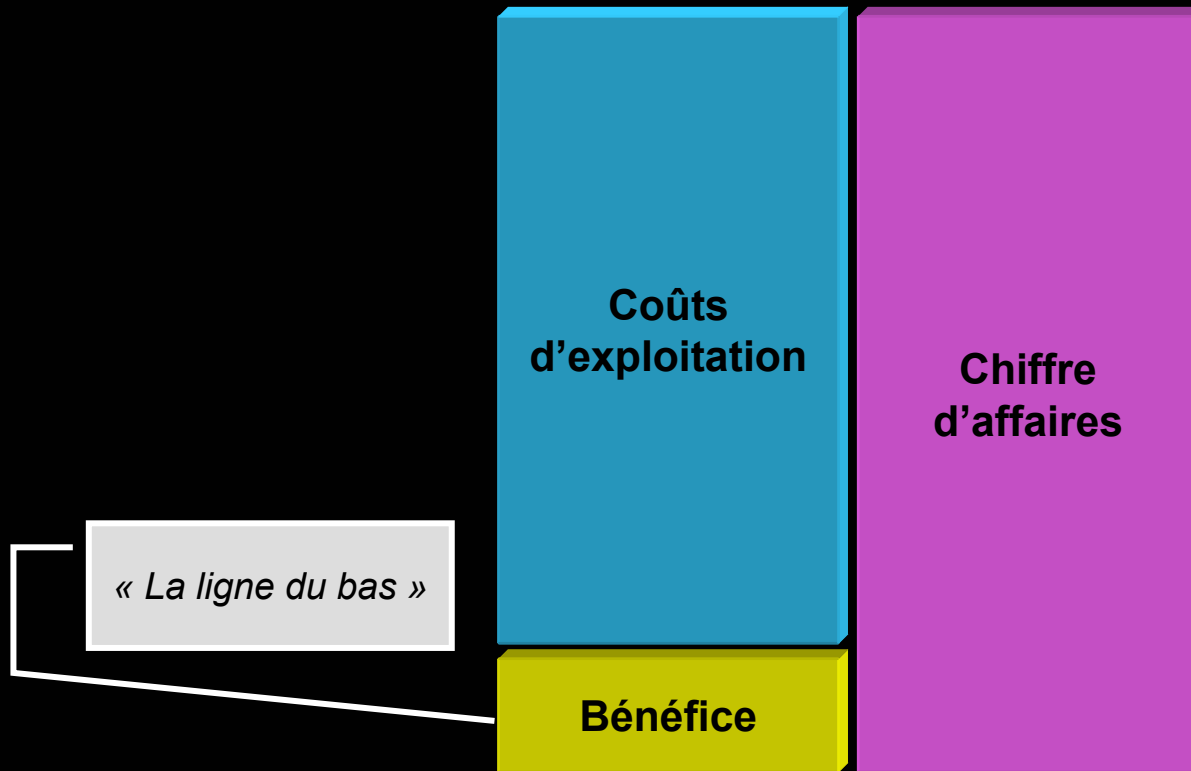 Coûts
d’exploitation
Chiffre
d’affaires
« La ligne du bas »
Bénéfice